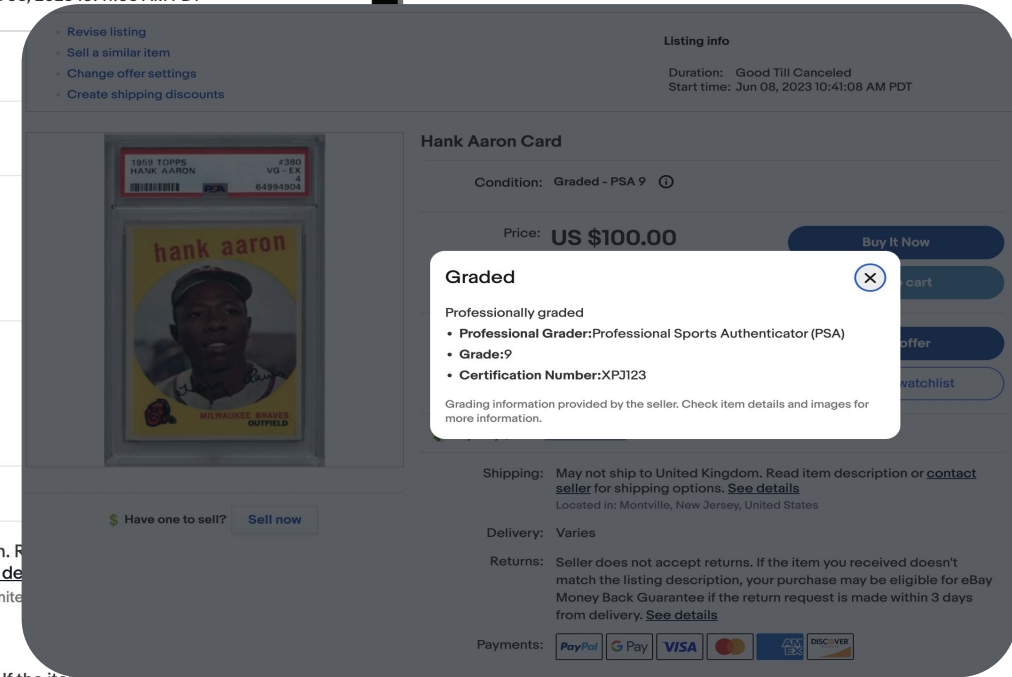 Revise listing
Sell a similar item
Change offer settings
Create shipping discounts
Listing info
Duration: Good Till Canceled
Start time: Jun 08, 2023 10:41:08 AM PDT
1959 TOPPS #380
HANK AARON VG-EX
4
PSA 64994904
hank aaron
MILWAUKEE BRAVES
OUTFIELD
Hank Aaron Card
Condition: Graded - PSA 9
Price: US $100.00
Buy It Now
cart
offer
watchlist
Graded
Professionally graded
• Professional Grader:Professional Sports Authenticator (PSA)
• Grade:9
• Certification Number:XPJ123
Grading information provided by the seller. Check item details and images for
more information.
Shipping: May not ship to United Kingdom. Read item description or contact
seller for shipping options. See details
Located in: Montville, New Jersey, United States
$ Have one to sell? Sell now
Delivery: Varies
Returns: Seller does not accept returns. If the item you received doesn't
match the listing description, your purchase may be eligible for eBay
Money Back Guarantee if the return request is made within 3 days
from delivery. See details
Payments: PayPal G Pay VISA AM EX DISCOVER